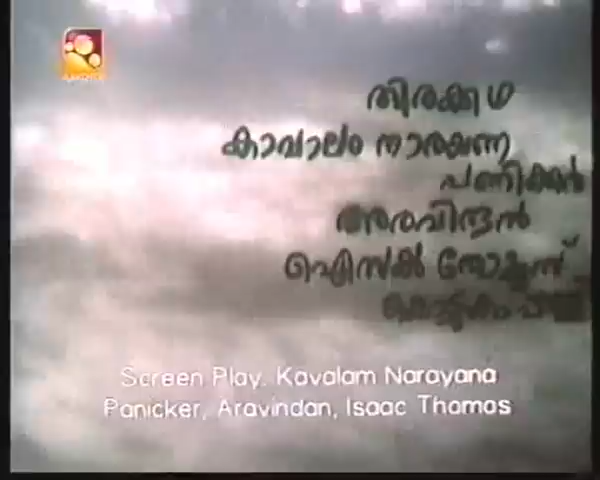 തിരക്കഥ
കാവാലം നാരായണ
പണിക്കർ
അരവിന്ദൻ
ഐസക് തോമസ്
Screen Play. Kavalam Narayana
Panicker, Aravindan, Isaac Thomas